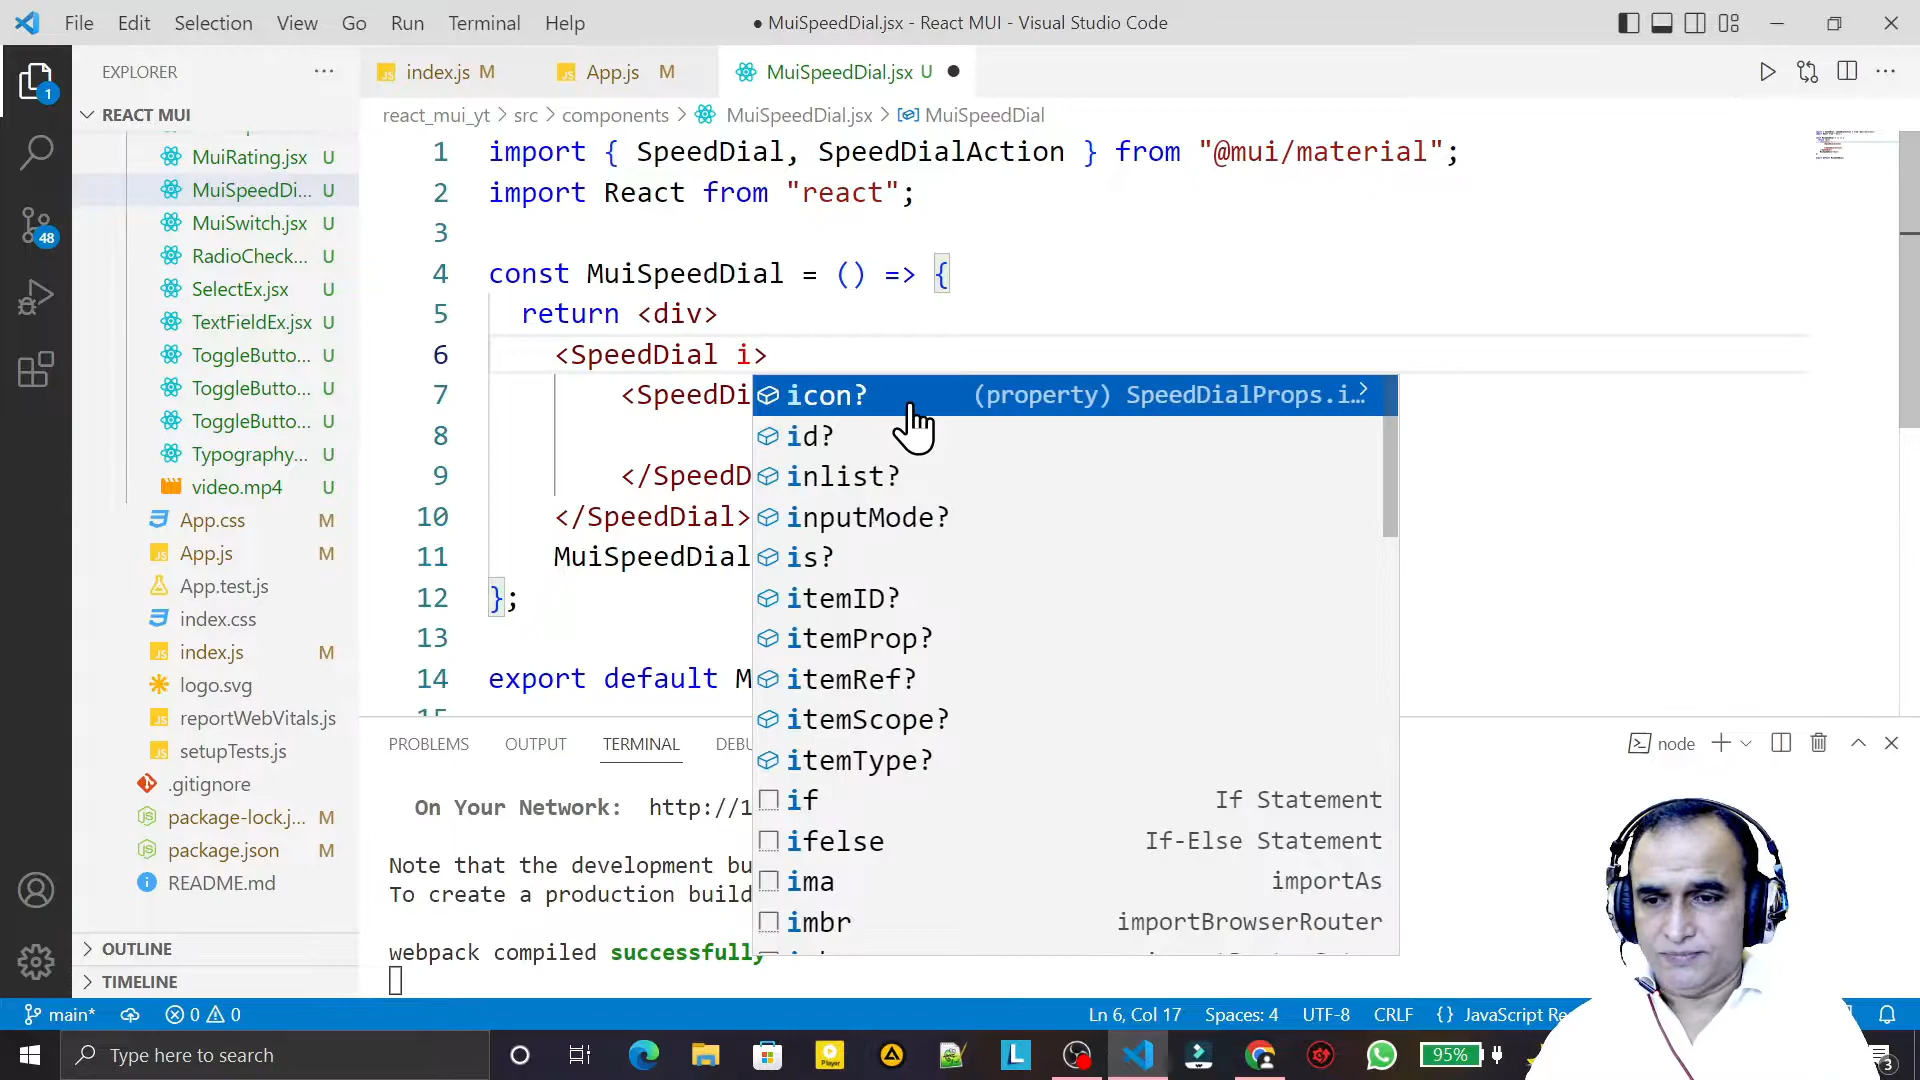 File Edit Selection View Go Run Terminal Help
● MuiSpeedDial.jsx - React MUI - Visual Studio Code
EXPLORER
index.js M
App.js M
MuiSpeedDial.jsx U
REACT MUI
react_mui_yt > src > components > MuiSpeedDial.jsx > MuiSpeedDial
MuiRating.jsx U
MuiSpeedDi... U
MuiSwitch.jsx U
RadioCheck... U
SelectEx.jsx U
TextFieldEx.jsx U
ToggleButto... U
ToggleButto... U
ToggleButto... U
Typography... U
video.mp4 U
App.css M
App.js M
App.test.js
index.css
index.js M
logo.svg
reportWebVitals.js
setupTests.js
.gitignore
package-lock.j... M
package.json M
README.md
OUTLINE
TIMELINE
1
48
1 import { SpeedDial, SpeedDialAction } from "@mui/material";
2 import React from "react";
3
4 const MuiSpeedDial = () => {
5 return <div>
6 <SpeedDial i>
7 <SpeedDi
8
9 </SpeedD
10 </SpeedDial>
11 MuiSpeedDial
12 };
13
14 export default M
15
icon? (property) SpeedDialProps.i…
id?
inlist?
inputMode?
is?
itemID?
itemProp?
itemRef?
itemScope?
itemType?
if If Statement
ifelse If-Else Statement
ima importAs
imbr importBrowserRouter
PROBLEMS OUTPUT TERMINAL DEBU
node
On Your Network: http://1
Note that the development bu
To create a production build
webpack compiled successfully
main* 0 0
Ln 6, Col 17 Spaces: 4 UTF-8 CRLF {} JavaScript Re
Type here to search
Player
L
95%
3